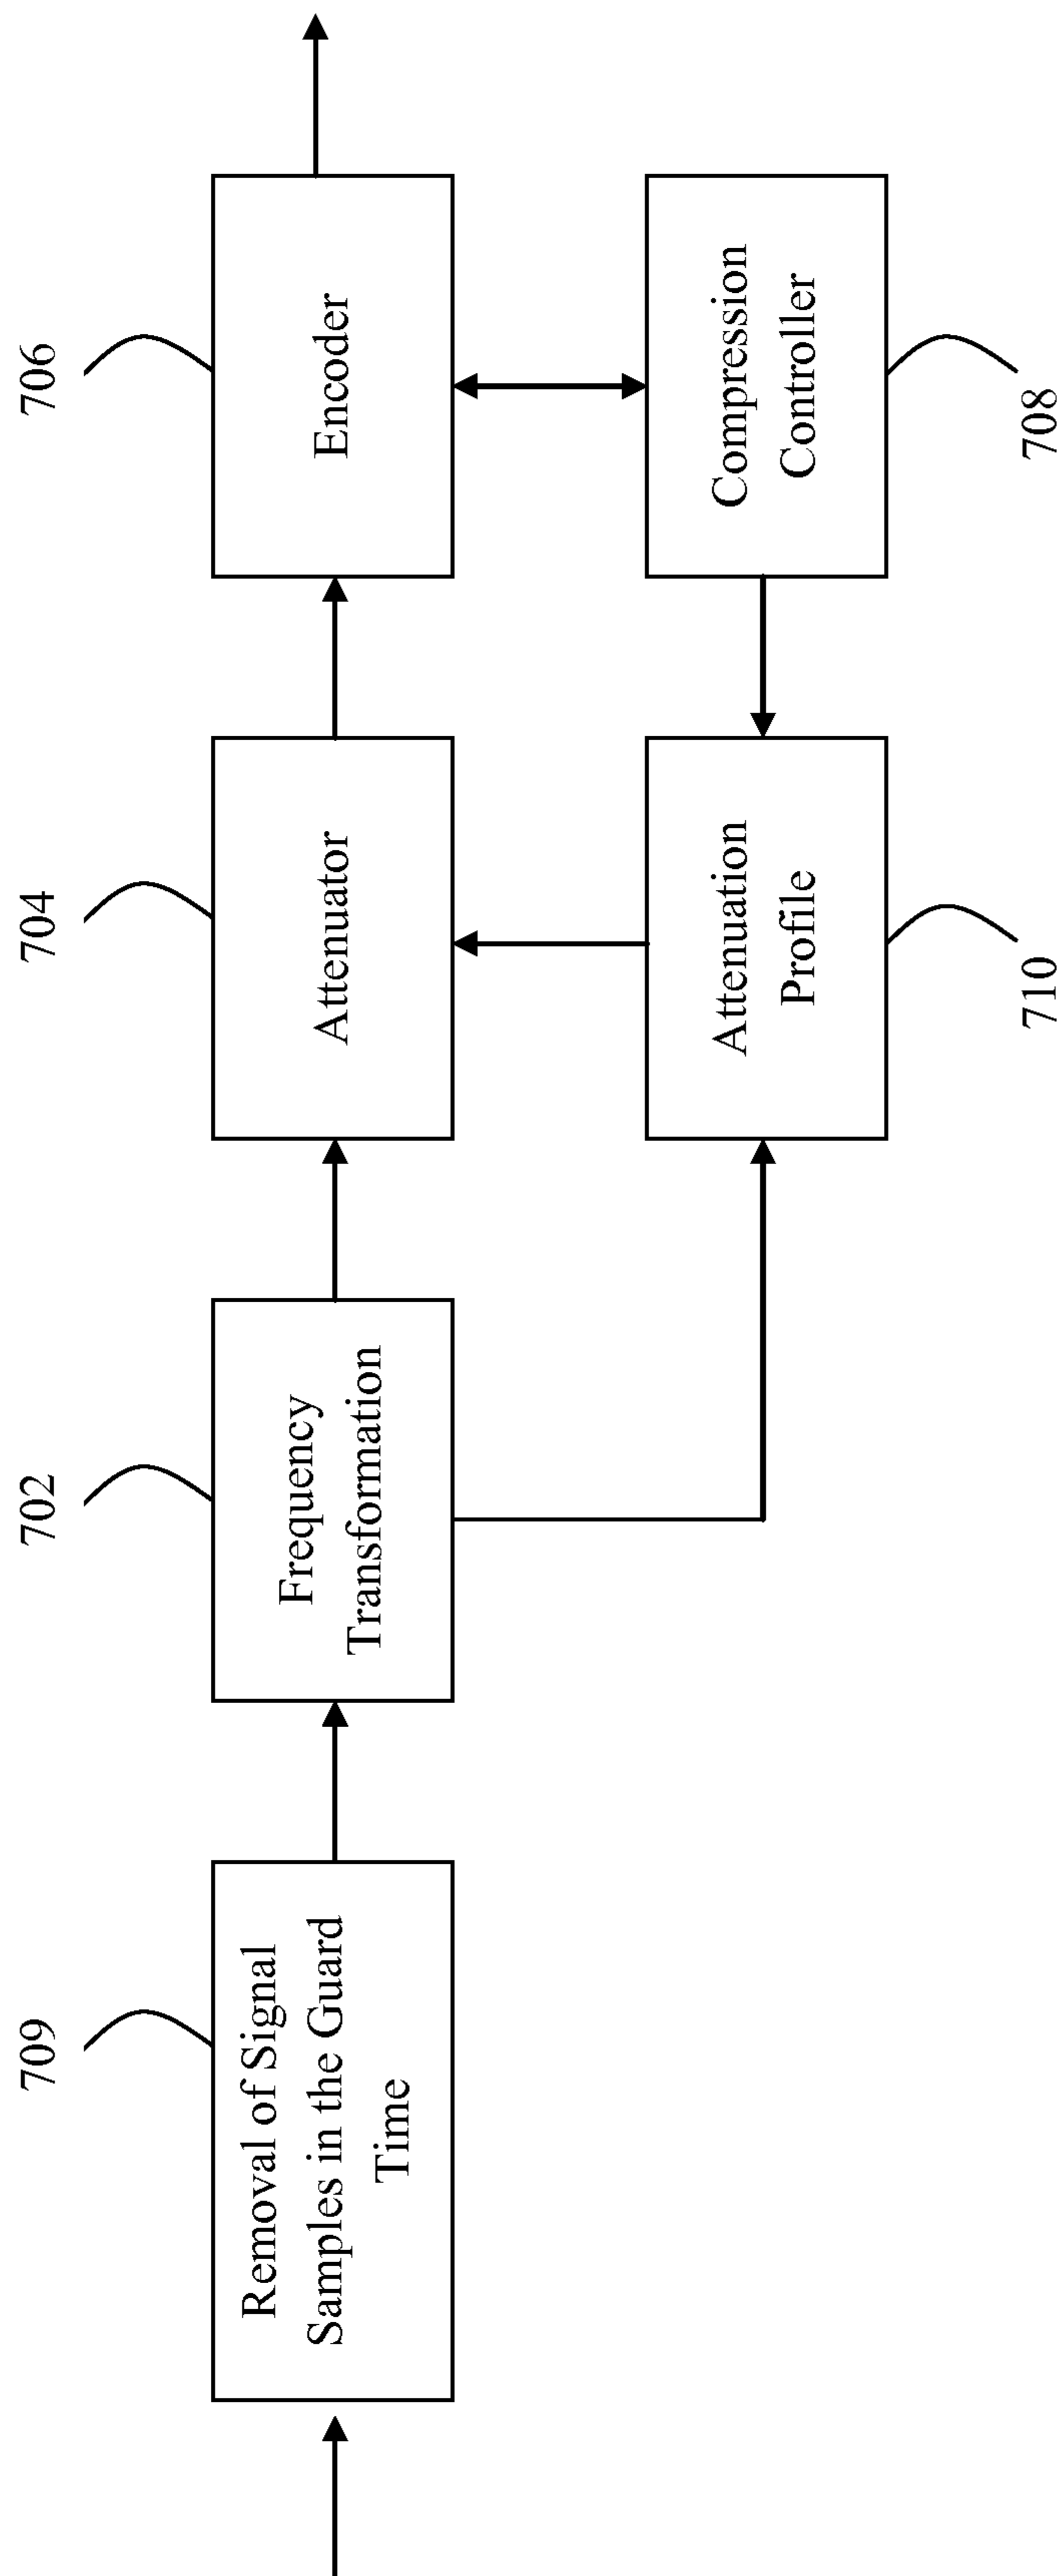 709
702
704
706
Removal of Signal
Samples in the Guard
Time
Frequency
Transformation
Attenuator
Encoder
Attenuation
Profile
Compression
Controller
710
708